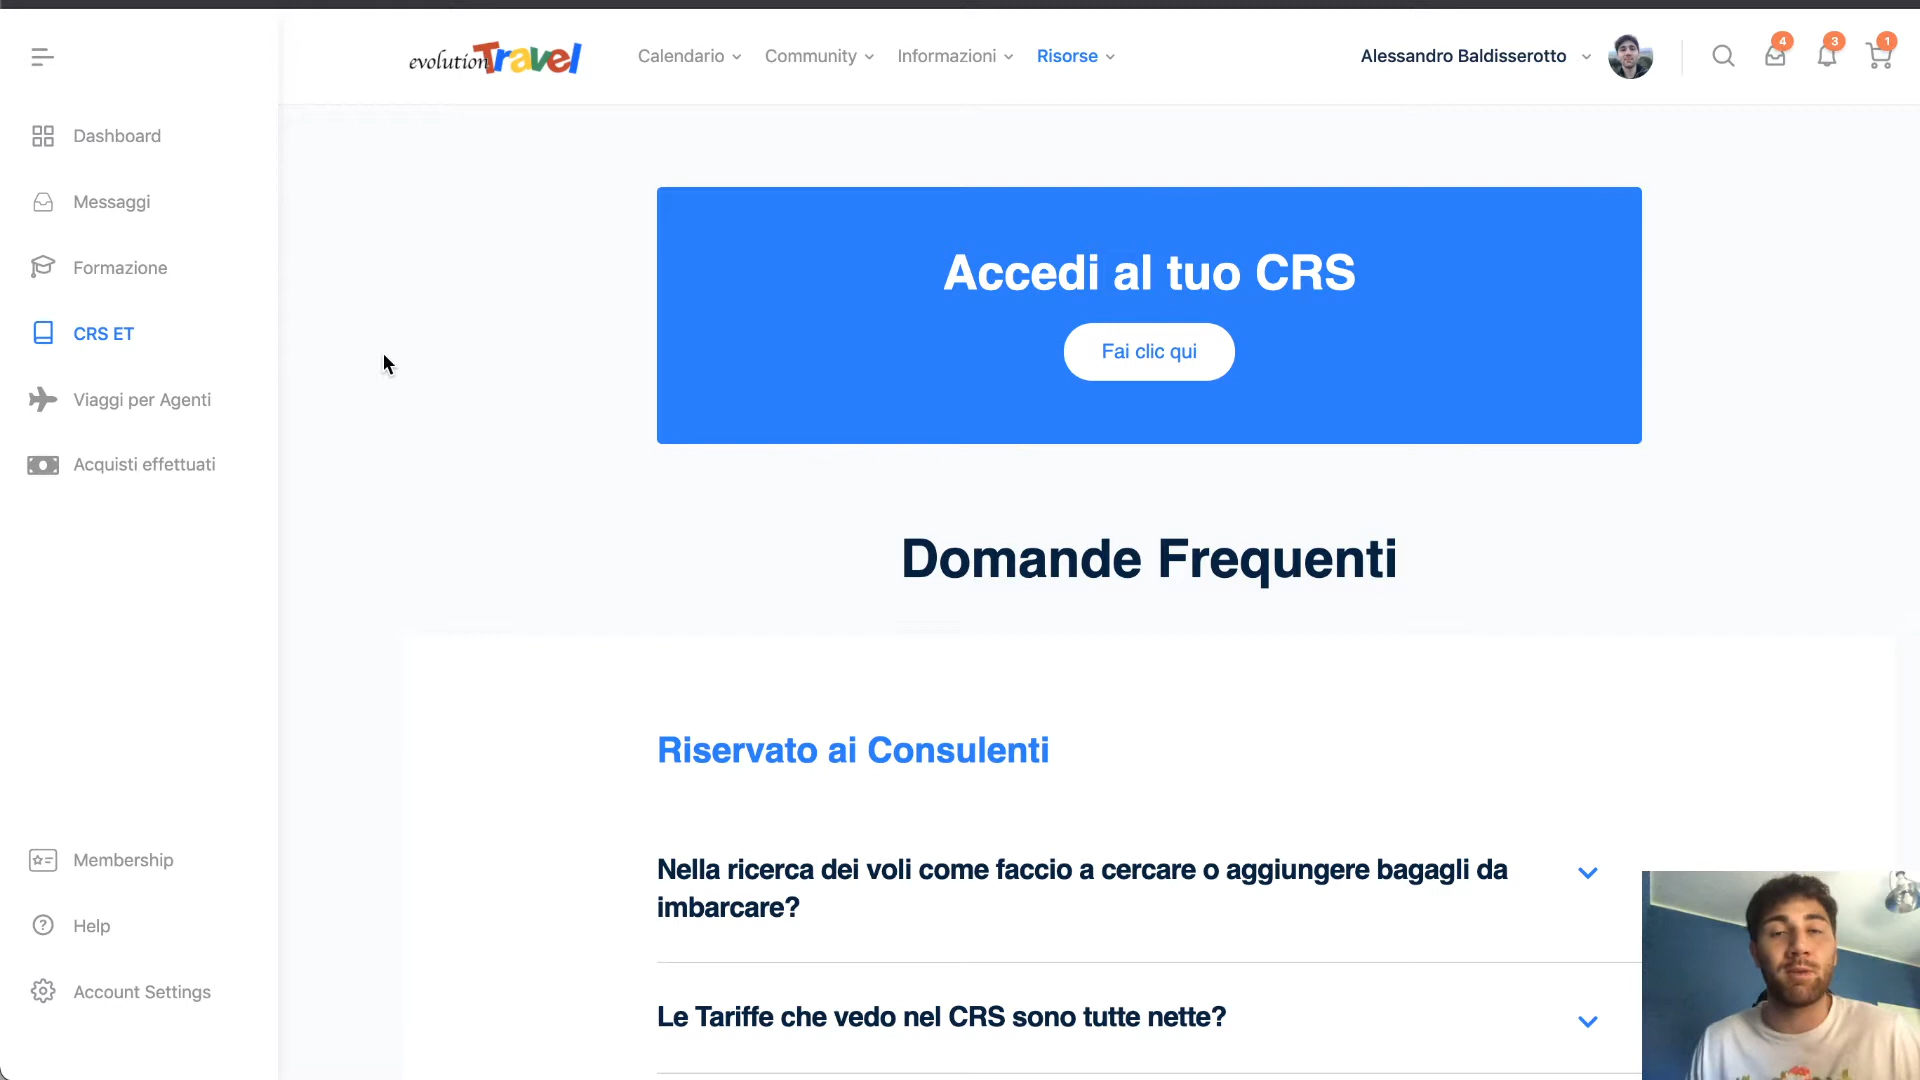 evolutionTravel
Calendario
Community
Informazioni
Risorse
Alessandro Baldisserotto
4
3
1
Dashboard
Messaggi
Formazione
CRS ET
Viaggi per Agenti
Acquisti effettuati
Membership
Help
Account Settings
Accedi al tuo CRS
Fai clic qui
Domande Frequenti
Riservato ai Consulenti
Nella ricerca dei voli come faccio a cercare o aggiungere bagagli da
imbarcare?
Le Tariffe che vedo nel CRS sono tutte nette?